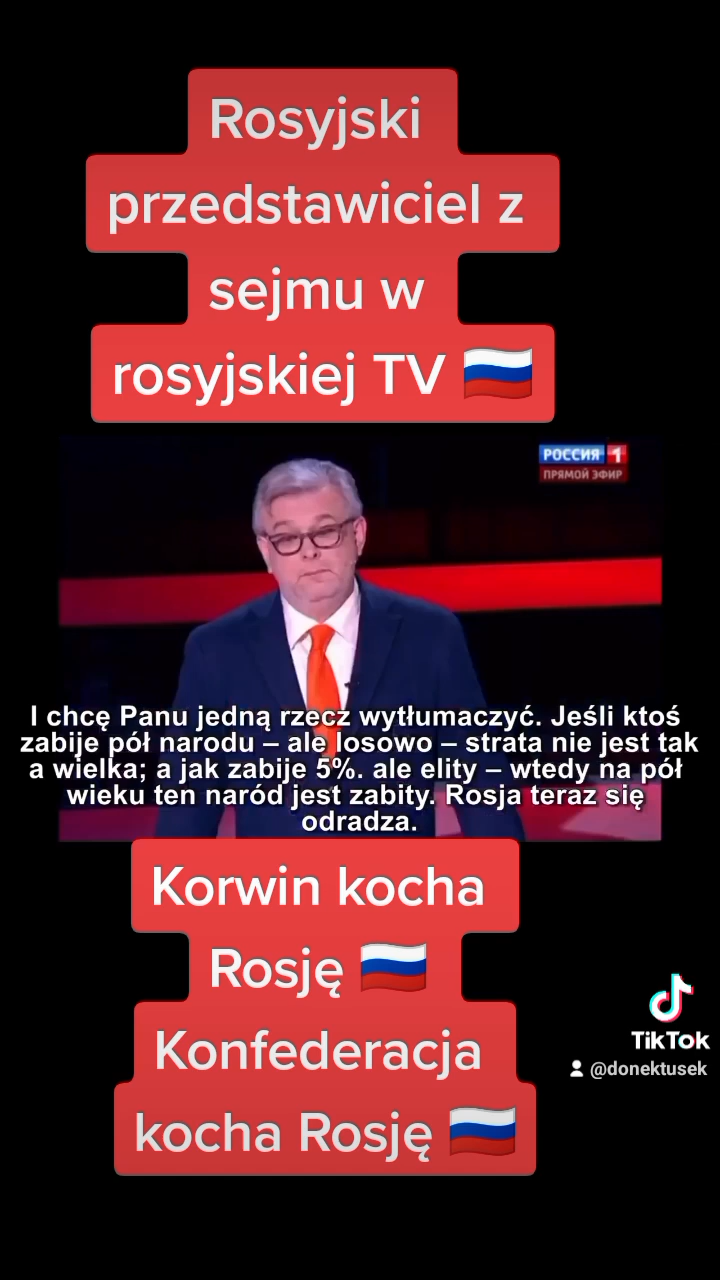 Rosyjski
przedstawiciel z
sejmu w
rosyjskiej TV 🇷🇺
РОССИЯ 1
ПРЯМОЙ ЭФИР
I chcę Panu jedną rzecz wytłumaczyć. Jeśli ktoś
zabije pół narodu – ale losowo – strata nie jest tak
a wielka; a jak zabije 5%. ale elity – wtedy na pół
wieku ten naród jest zabity. Rosja teraz się
odradza.
Korwin kocha
Rosję 🇷🇺
Konfederacja
kocha Rosję 🇷🇺
TikTok
@donektusek